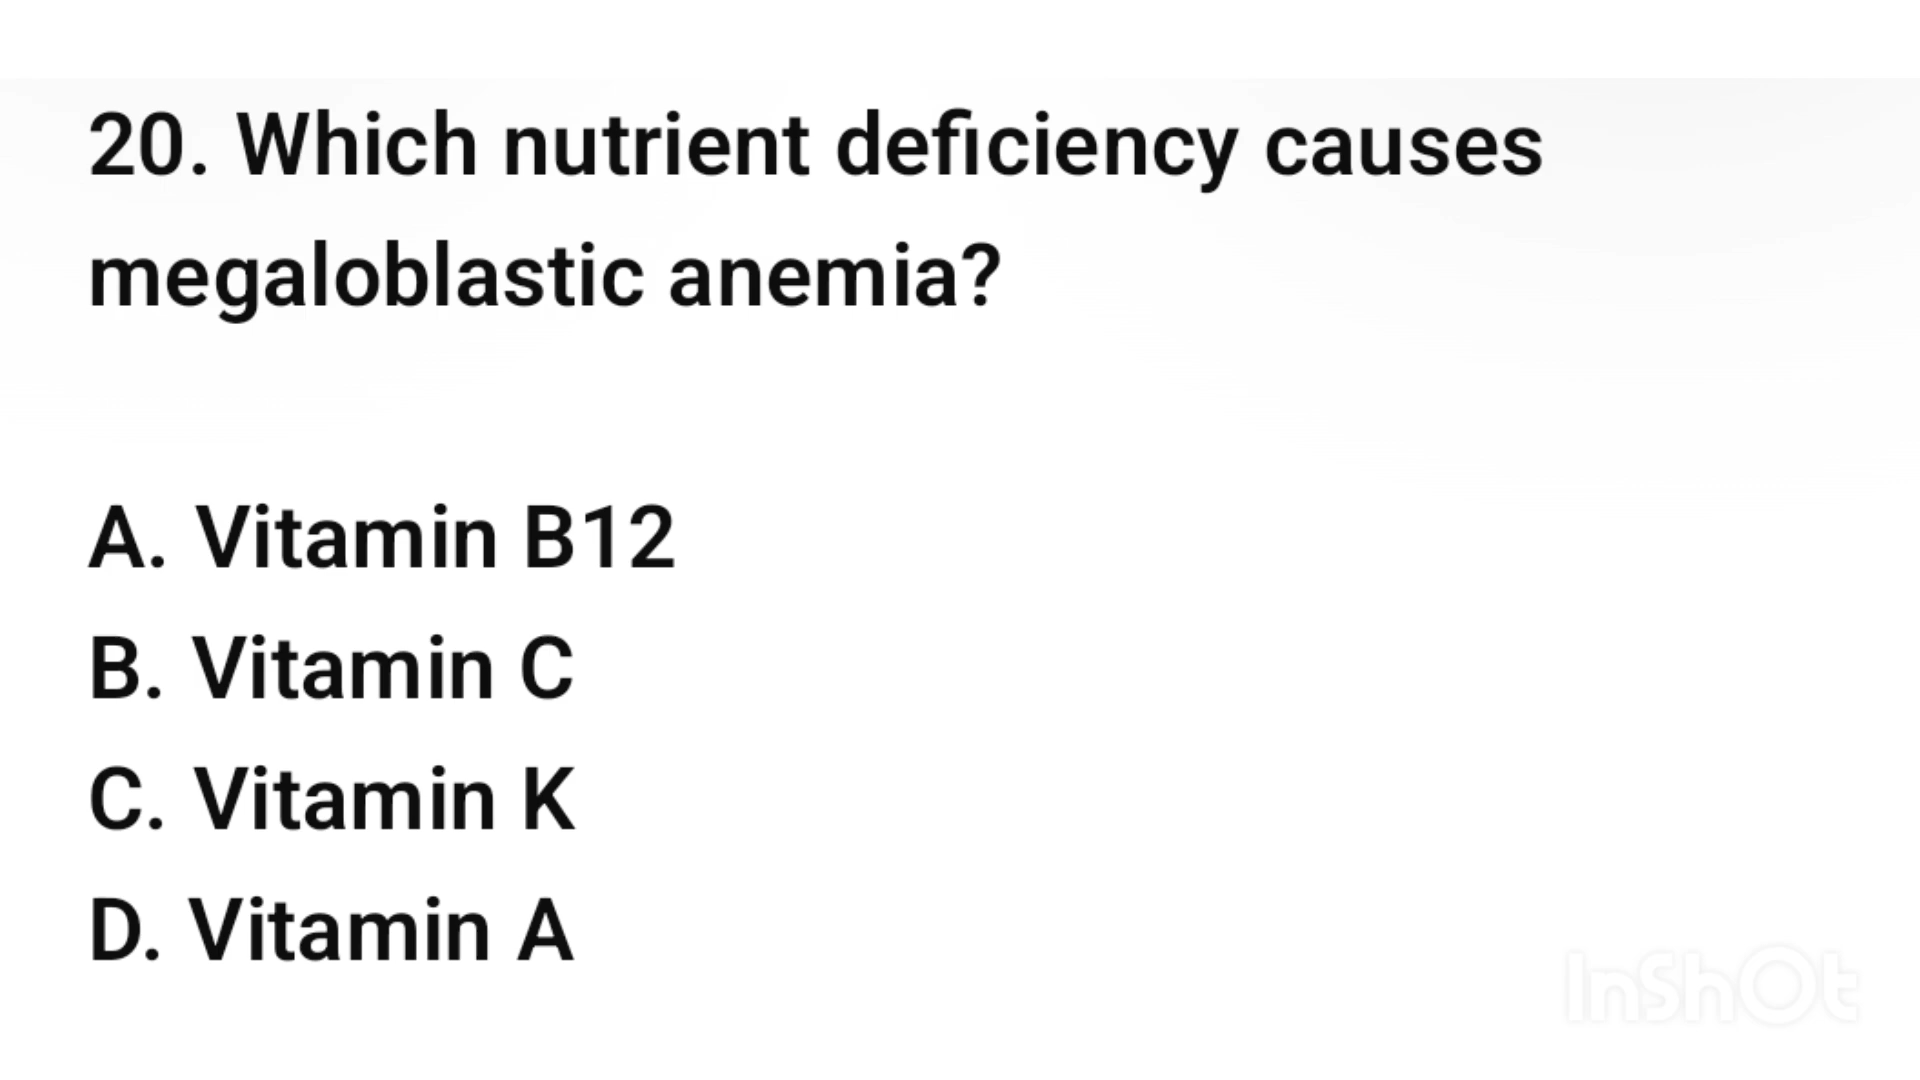 20. Which nutrient deficiency causes
megaloblastic anemia?
A. Vitamin B12
B. Vitamin C
C. Vitamin K
D. Vitamin A
InShOt